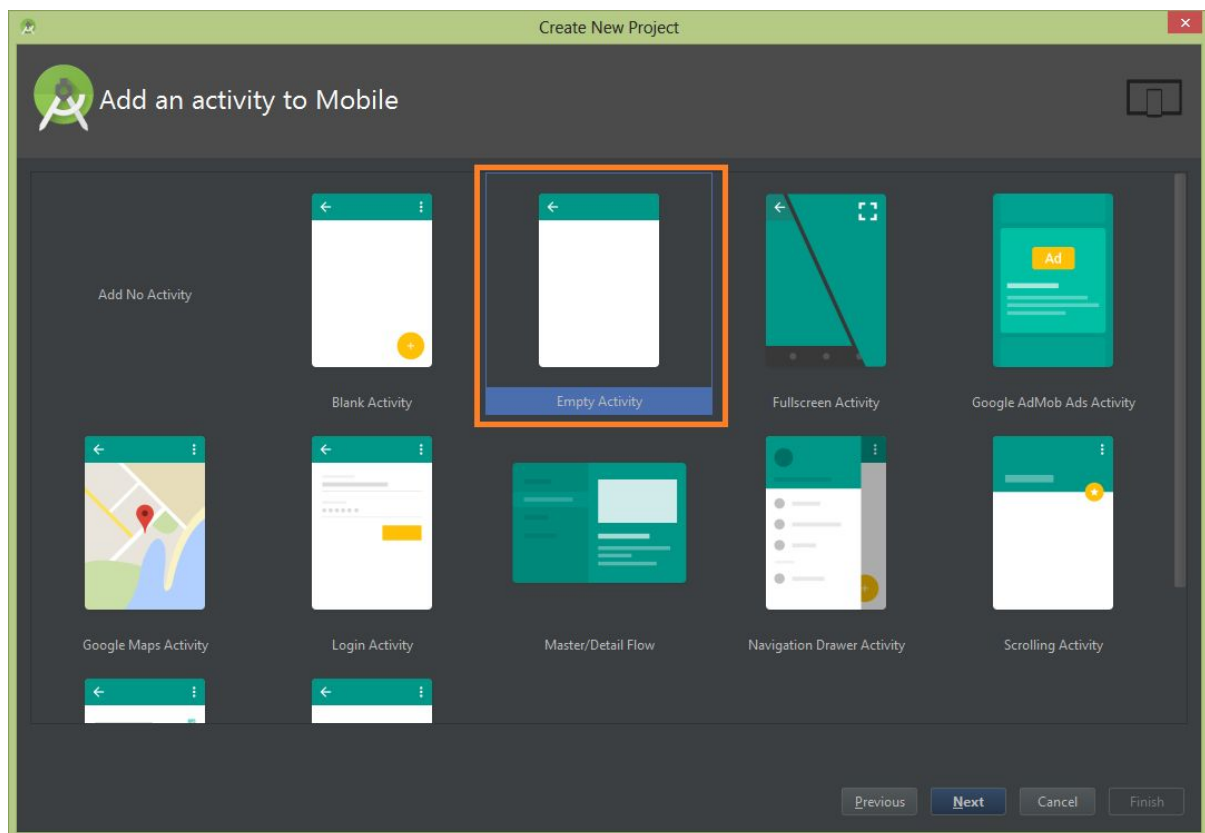 Create New Project
Add an activity to Mobile
Add No Activity
Blank Activity
Empty Activity
Fullscreen Activity
Ad
Google AdMob Ads Activity
Google Maps Activity
Login Activity
Master/Detail Flow
Navigation Drawer Activity
Scrolling Activity
Previous
Next
Cancel
Finish